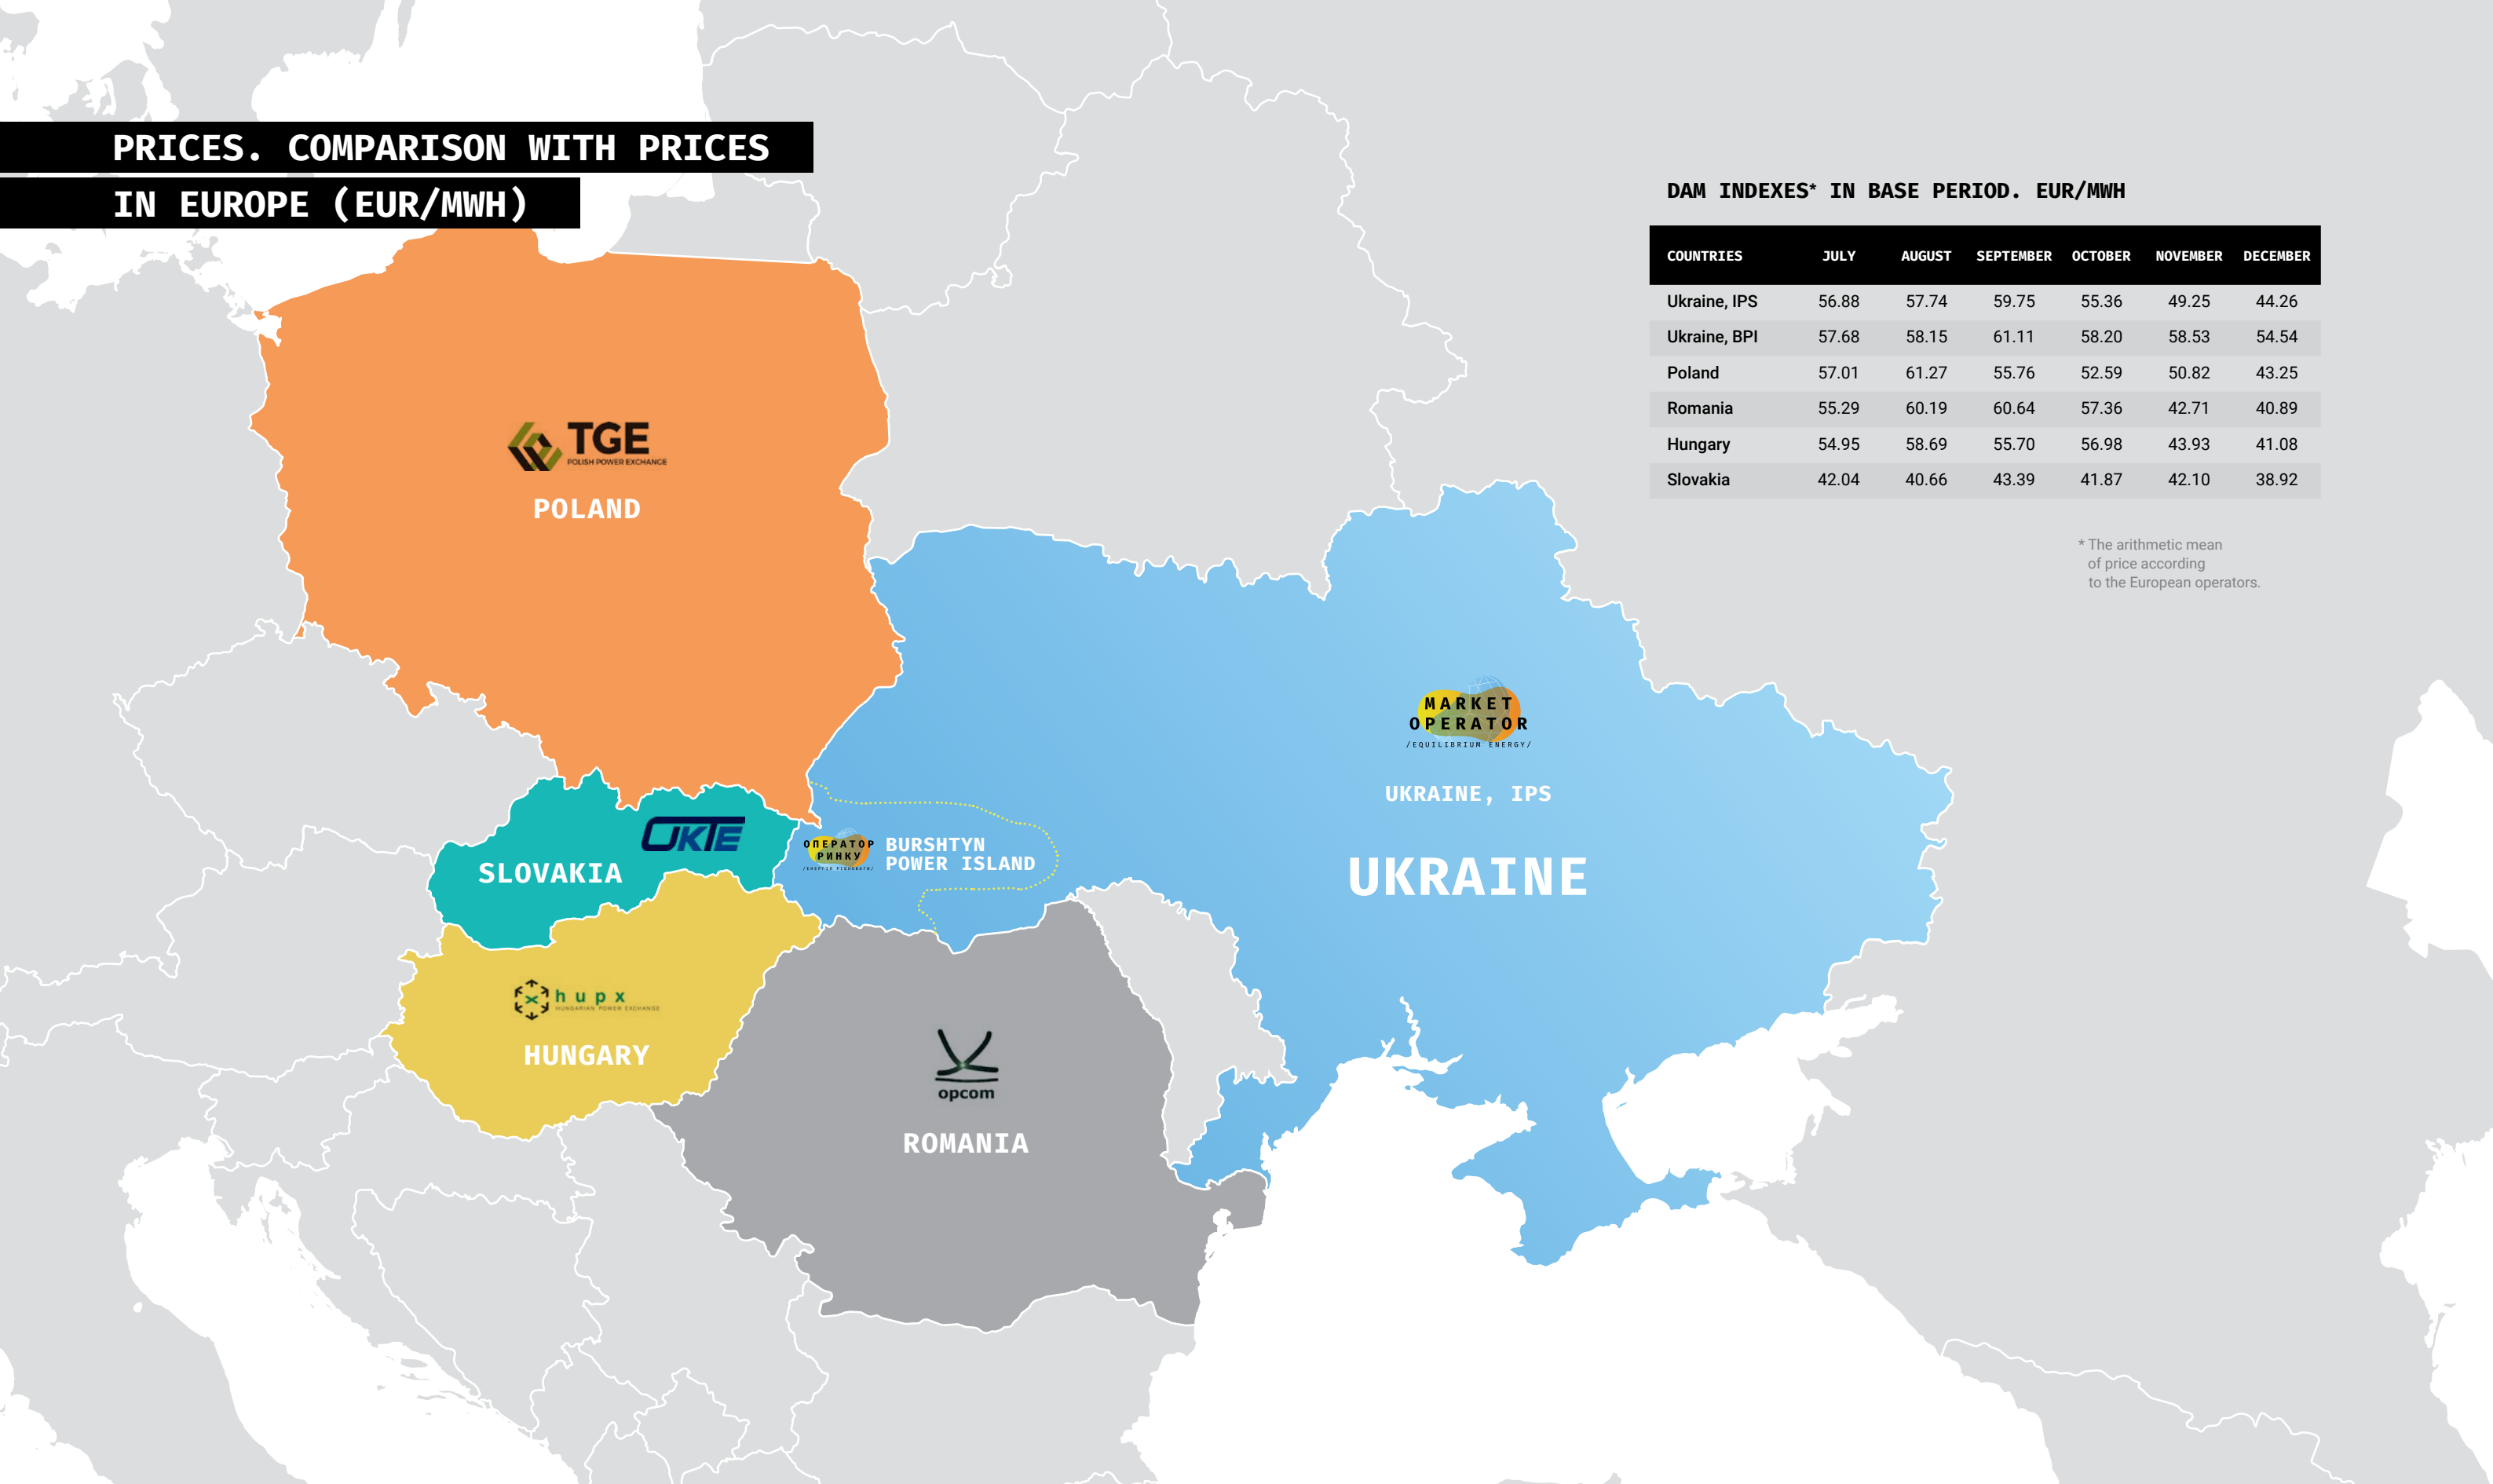 PRICES. COMPARISON WITH PRICES
IN EUROPE (EUR/MWH)
DAM INDEXES* IN BASE PERIOD. EUR/MWH
COUNTRIES JULY AUGUST SEPTEMBER OCTOBER NOVEMBER DECEMBER
Ukraine, IPS 56.88 57.74 59.75 55.36 49.25 44.26
Ukraine, BPI 57.68 58.15 61.11 58.20 58.53 54.54
Poland 57.01 61.27 55.76 52.59 50.82 43.25
Romania 55.29 60.19 60.64 57.36 42.71 40.89
Hungary 54.95 58.69 55.70 56.98 43.93 41.08
Slovakia 42.04 40.66 43.39 41.87 42.10 38.92
* The arithmetic mean
of price according
to the European operators.
TGE
POLISH POWER EXCHANGE
POLAND
MARKET
OPERATOR
/EQUILIBRIUM ENERGY/
UKRAINE, IPS
UKRAINE
OKTE
SLOVAKIA
ОПЕРАТОР
РИНКУ
BURSHTYN
POWER ISLAND
hupx
HUNGARIAN POWER EXCHANGE
HUNGARY
opcom
ROMANIA